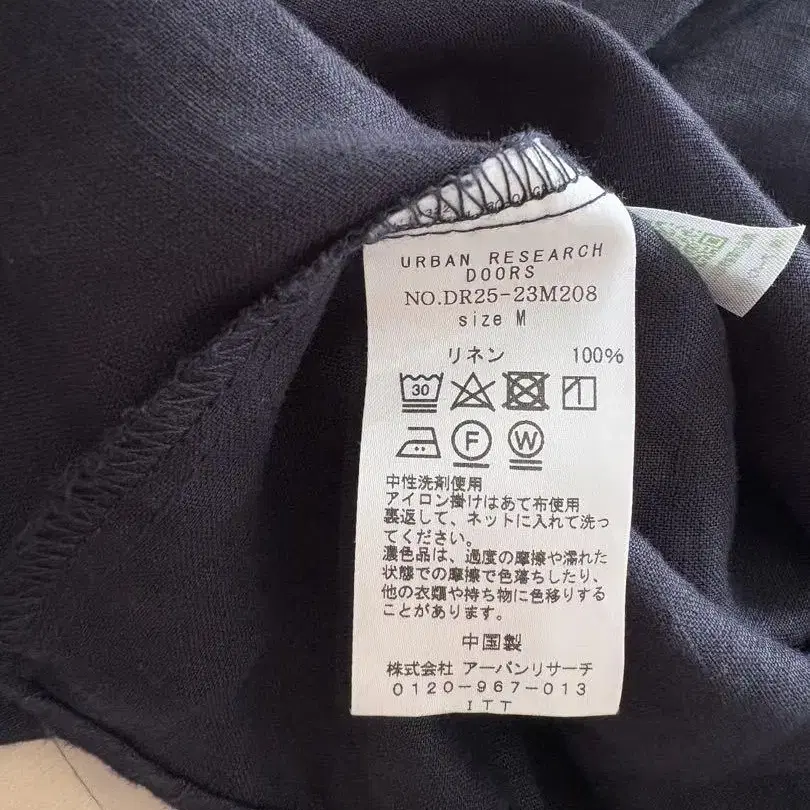 URBAN RESEARCH
DOORS
NO.DR25-23M208
size M
リネン 100%
30
F W
中性洗剤使用
アイロン掛けはあて布使用
裏返して、ネットに入れて洗っ
てください。
濃色品は、過度の摩擦や濡れた
状態での摩擦で色落ちしたり、
他の衣類や持ち物に色移りする
ことがあります。
中国製
株式会社 アーバンリサーチ
0120-967-013
ITT